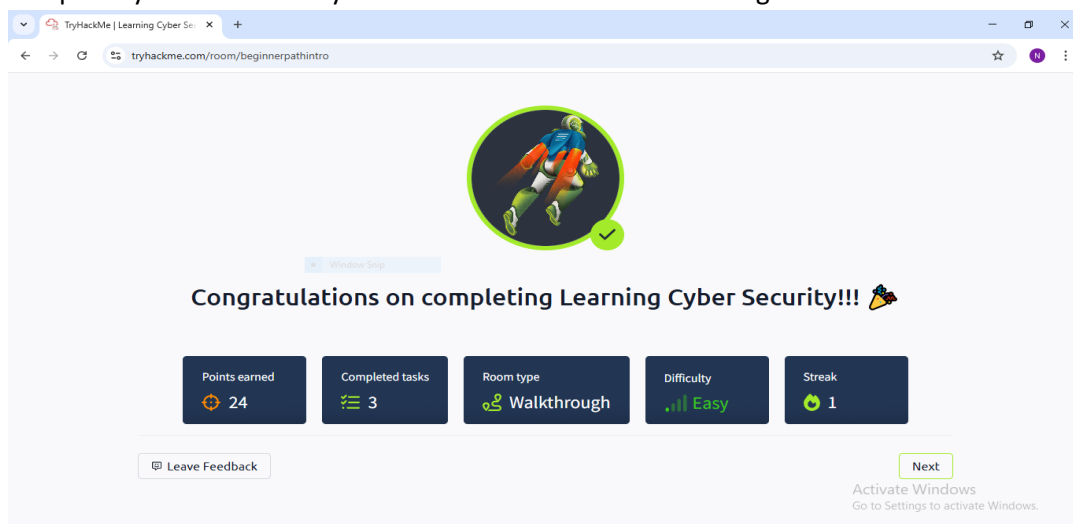 TryHackMe | Learning Cyber Sec
tryhackme.com/room/beginnerpathintro
N
Window Snip
Congratulations on completing Learning Cyber Security!!! 🎉
Points earned
24
Completed tasks
3
Room type
Walkthrough
Difficulty
Easy
Streak
1
Leave Feedback
Next
Activate Windows
Go to Settings to activate Windows.